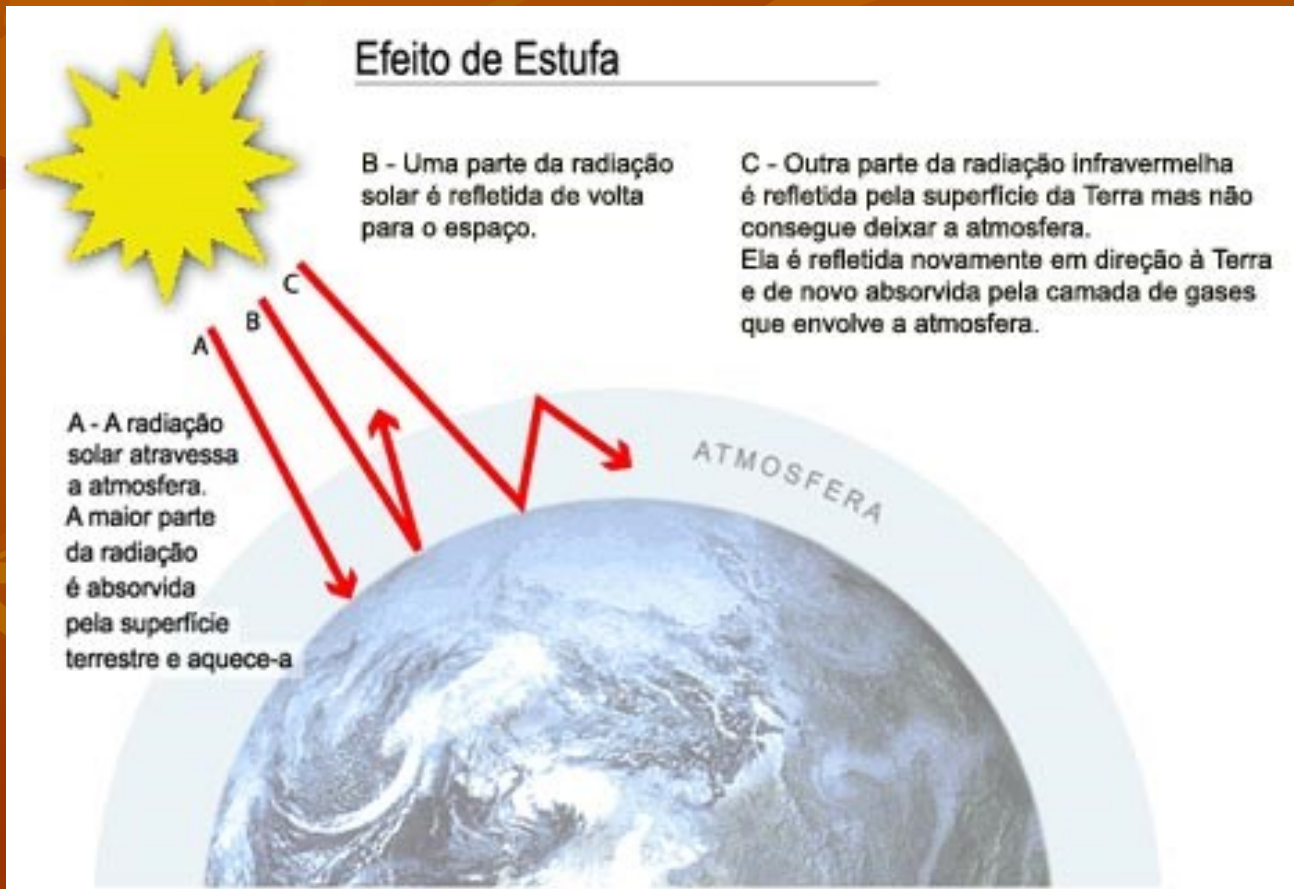 Efeito de Estufa
B - Uma parte da radiação
solar é refletida de volta
para o espaço.
C - Outra parte da radiação infravermelha
é refletida pela superfície da Terra mas não
consegue deixar a atmosfera.
Ela é refletida novamente em direção à Terra
e de novo absorvida pela camada de gases
que envolve a atmosfera.
C
B
A
A - A radiação
solar atravessa
a atmosfera.
A maior parte
da radiação
é absorvida
pela superfície
terrestre e aquece-a
ATMOSFERA